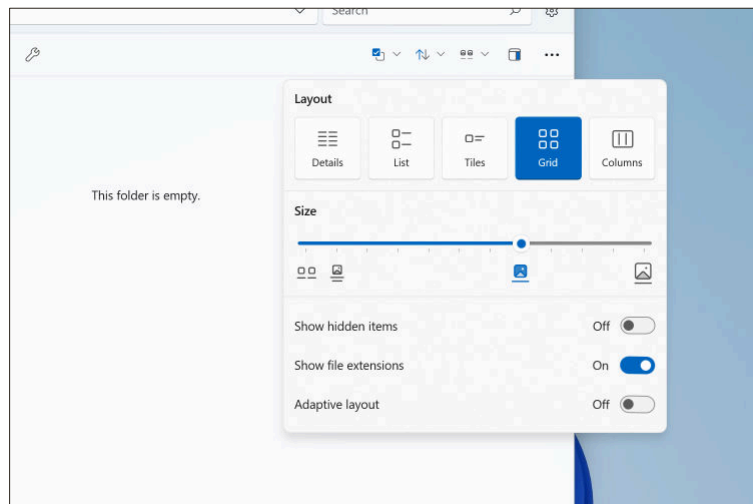 Search
Layout
Details List Tiles Grid Columns
This folder is empty.
Size
Show hidden items Off
Show file extensions On
Adaptive layout Off